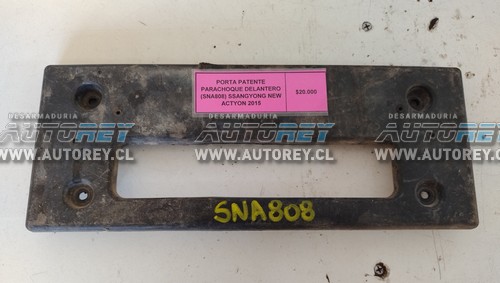 PORTA PATENTE
PARACHOQUE DELANTERO
(SNA808) SSANGYONG NEW
ACTYON 2015
$20.000
DESARMADURIA DESARMADURIA DESARMADURIA
AUTOREY AUTOREY AUTOREY
WWW.AUTOREY.CL WWW.AUTOREY.CL WWW.AUTOREY.CL
SNA808